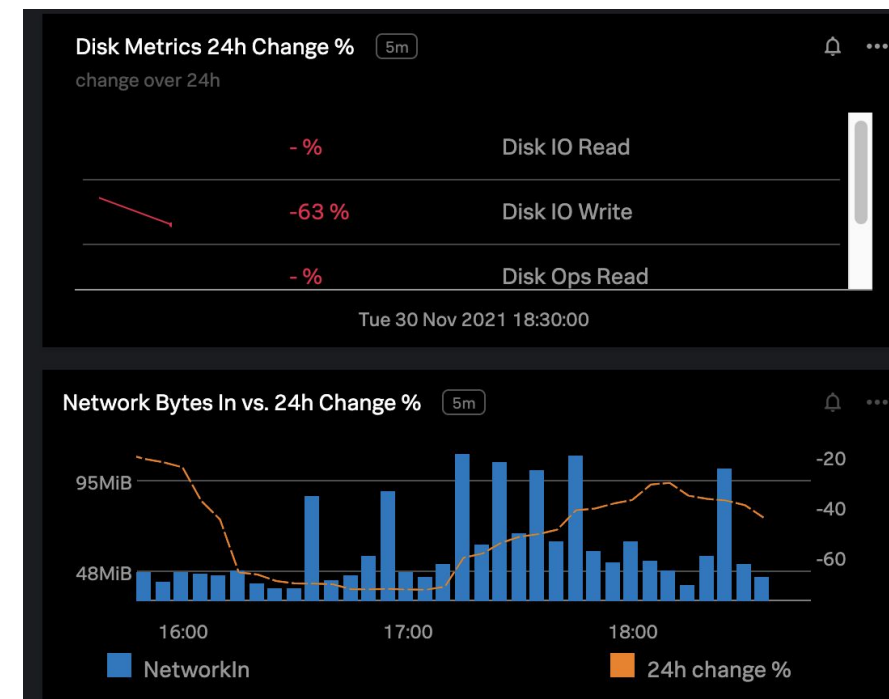 Disk Metrics 24h Change % 5m
change over 24h
- % Disk IO Read
-63 % Disk IO Write
- % Disk Ops Read
Tue 30 Nov 2021 18:30:00
Network Bytes In vs. 24h Change % 5m
95MiB
48MiB
-20
-40
-60
16:00 17:00 18:00
NetworkIn 24h change %